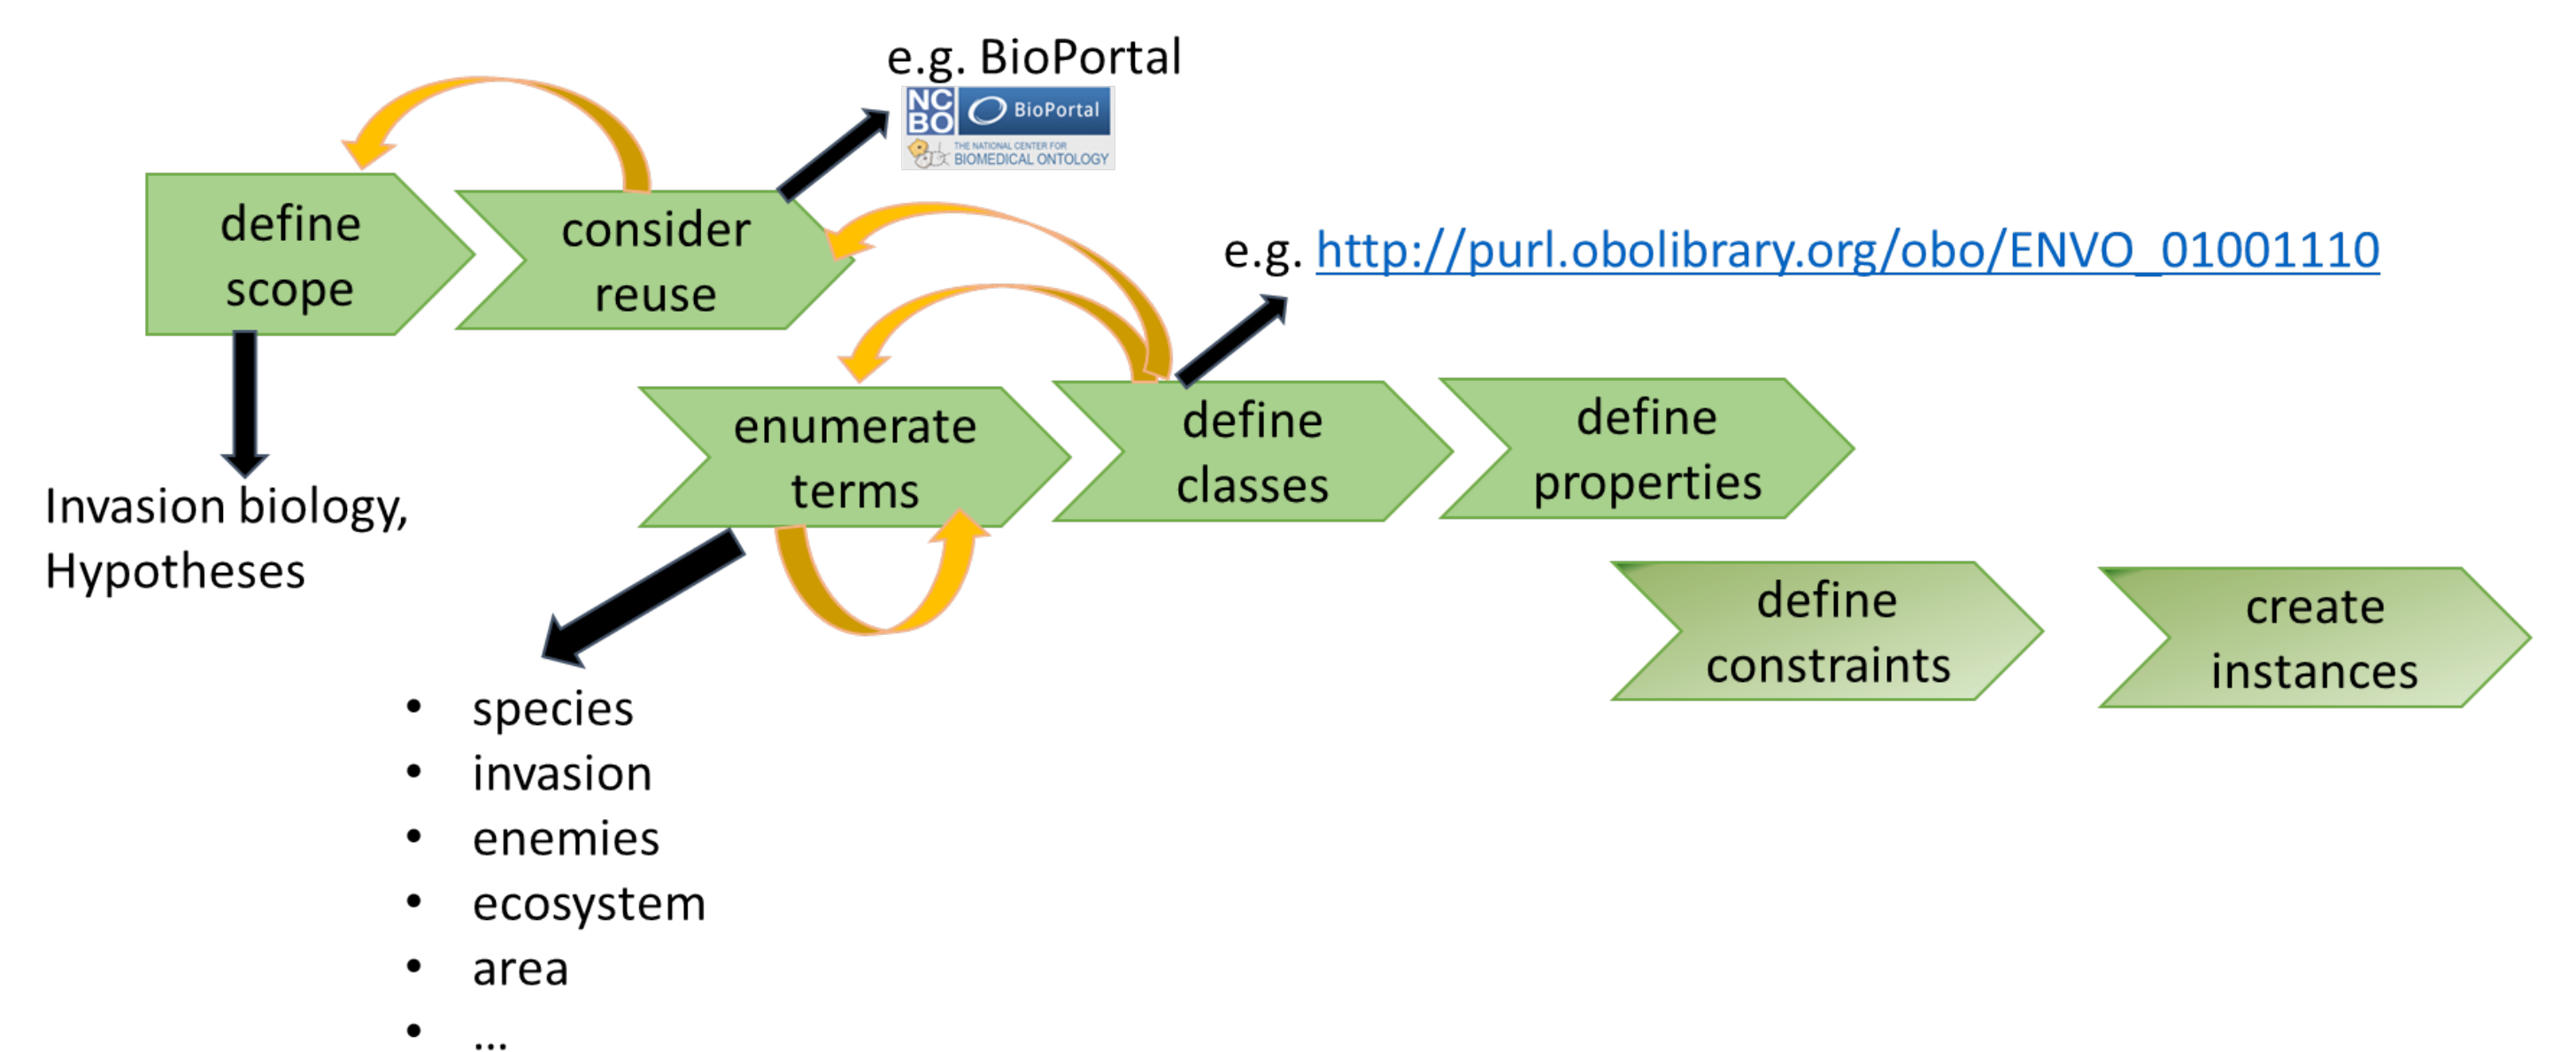 e.g. BioPortal
NC
BO
BioPortal
THE NATIONAL CENTER FOR
BIOMEDICAL ONTOLOGY
define
scope
consider
reuse
e.g. http://purl.obolibrary.org/obo/ENVO_01001110
enumerate
terms
define
classes
define
properties
Invasion biology,
Hypotheses
define
constraints
create
instances
• species
• invasion
• enemies
• ecosystem
• area
• ...